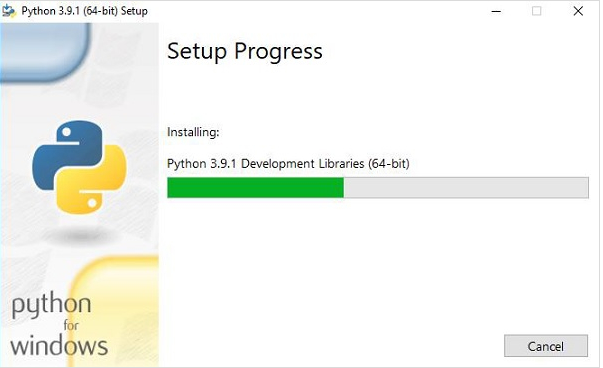 Python 3.9.1 (64-bit) Setup
Setup Progress
Installing:
Python 3.9.1 Development Libraries (64-bit)
python
for
windows
Cancel